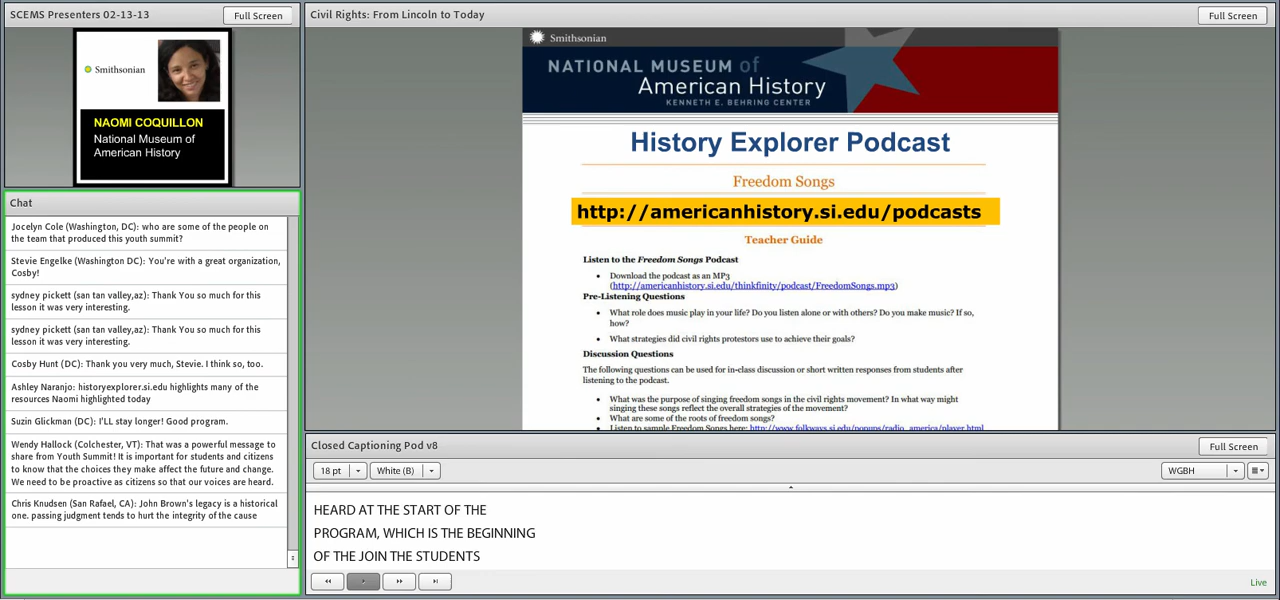 SCEMS Presenters 02-13-13
Full Screen
Smithsonian
NAOMI COQUILLON
National Museum of
American History
Chat
Jocelyn Cole (Washington, DC): who are some of the people on
the team that produced this youth summit?
Stevie Engelke (Washington DC): You're with a great organization,
Cosby!
sydney pickett (san tan valley,az): Thank You so much for this
lesson it was very interesting.
sydney pickett (san tan valley,az): Thank You so much for this
lesson it was very interesting.
Cosby Hunt (DC): Thank you very much, Stevie. I think so, too.
Ashley Naranjo: historyexplorer.si.edu highlights many of the
resources Naomi highlighted today
Suzin Glickman (DC): I'LL stay longer! Good program.
Wendy Hallock (Colchester, VT): That was a powerful message to
share from Youth Summit! It is important for students and citizens
to know that the choices they make affect the future and change.
We need to be proactive as citizens so that our voices are heard.
Chris Knudsen (San Rafael, CA): John Brown's legacy is a historical
one. passing judgment tends to hurt the integrity of the cause
Civil Rights: From Lincoln to Today
Full Screen
Smithsonian
NATIONAL MUSEUM of
American History
KENNETH E. BEHRING CENTER
History Explorer Podcast
Freedom Songs
http://americanhistory.si.edu/podcasts
Teacher Guide
Listen to the Freedom Songs Podcast
• Download the podcast as an MP3
(http://americanhistory.si.edu/thinkfinity/podcast/FreedomSongs.mp3)
Pre-Listening Questions
• What role does music play in your life? Do you listen alone or with others? Do you make music? If so,
how?
• What strategies did civil rights protestors use to achieve their goals?
Discussion Questions
The following questions can be used for in-class discussion or short written responses from students after
listening to the podcast.
• What was the purpose of singing freedom songs in the civil rights movement? In what way might
singing these songs reflect the overall strategies of the movement?
• What are some of the roots of freedom songs?
• Listen to sample Freedom Songs here: http://www.folkways.si.edu/popups/radio_america/player.html
Closed Captioning Pod v8
Full Screen
18 pt
White (B)
WGBH
HEARD AT THE START OF THE
PROGRAM, WHICH IS THE BEGINNING
OF THE JOIN THE STUDENTS
Live